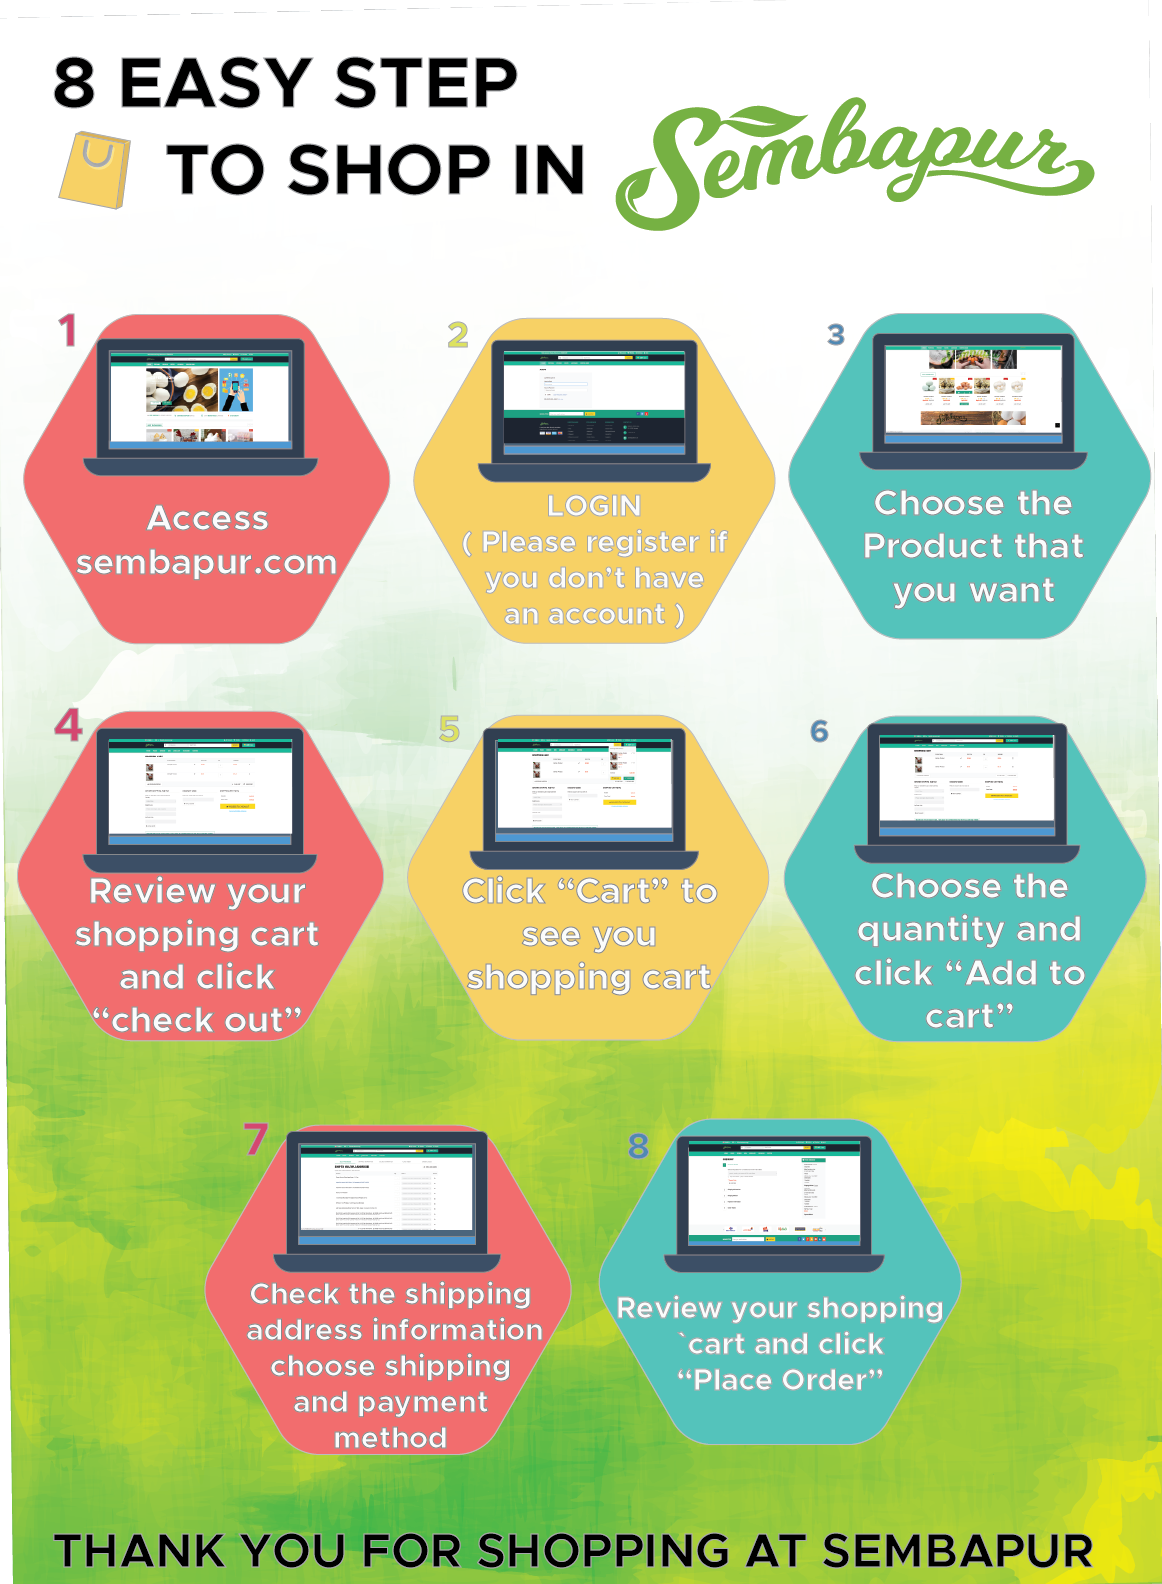 8 EASY STEP
TO SHOP IN
Sembapur
1
Access
sembapur.com
2
LOGIN
( Please register if
you don’t have
an account )
3
Choose the
Product that
you want
4
Review your
shopping cart
and click
“check out”
5
Click “Cart” to
see you
shopping cart
6
Choose the
quantity and
click “Add to
cart”
7
Check the shipping
address information
choose shipping
and payment
method
8
Review your shopping
`cart and click
“Place Order”
THANK YOU FOR SHOPPING AT SEMBAPUR